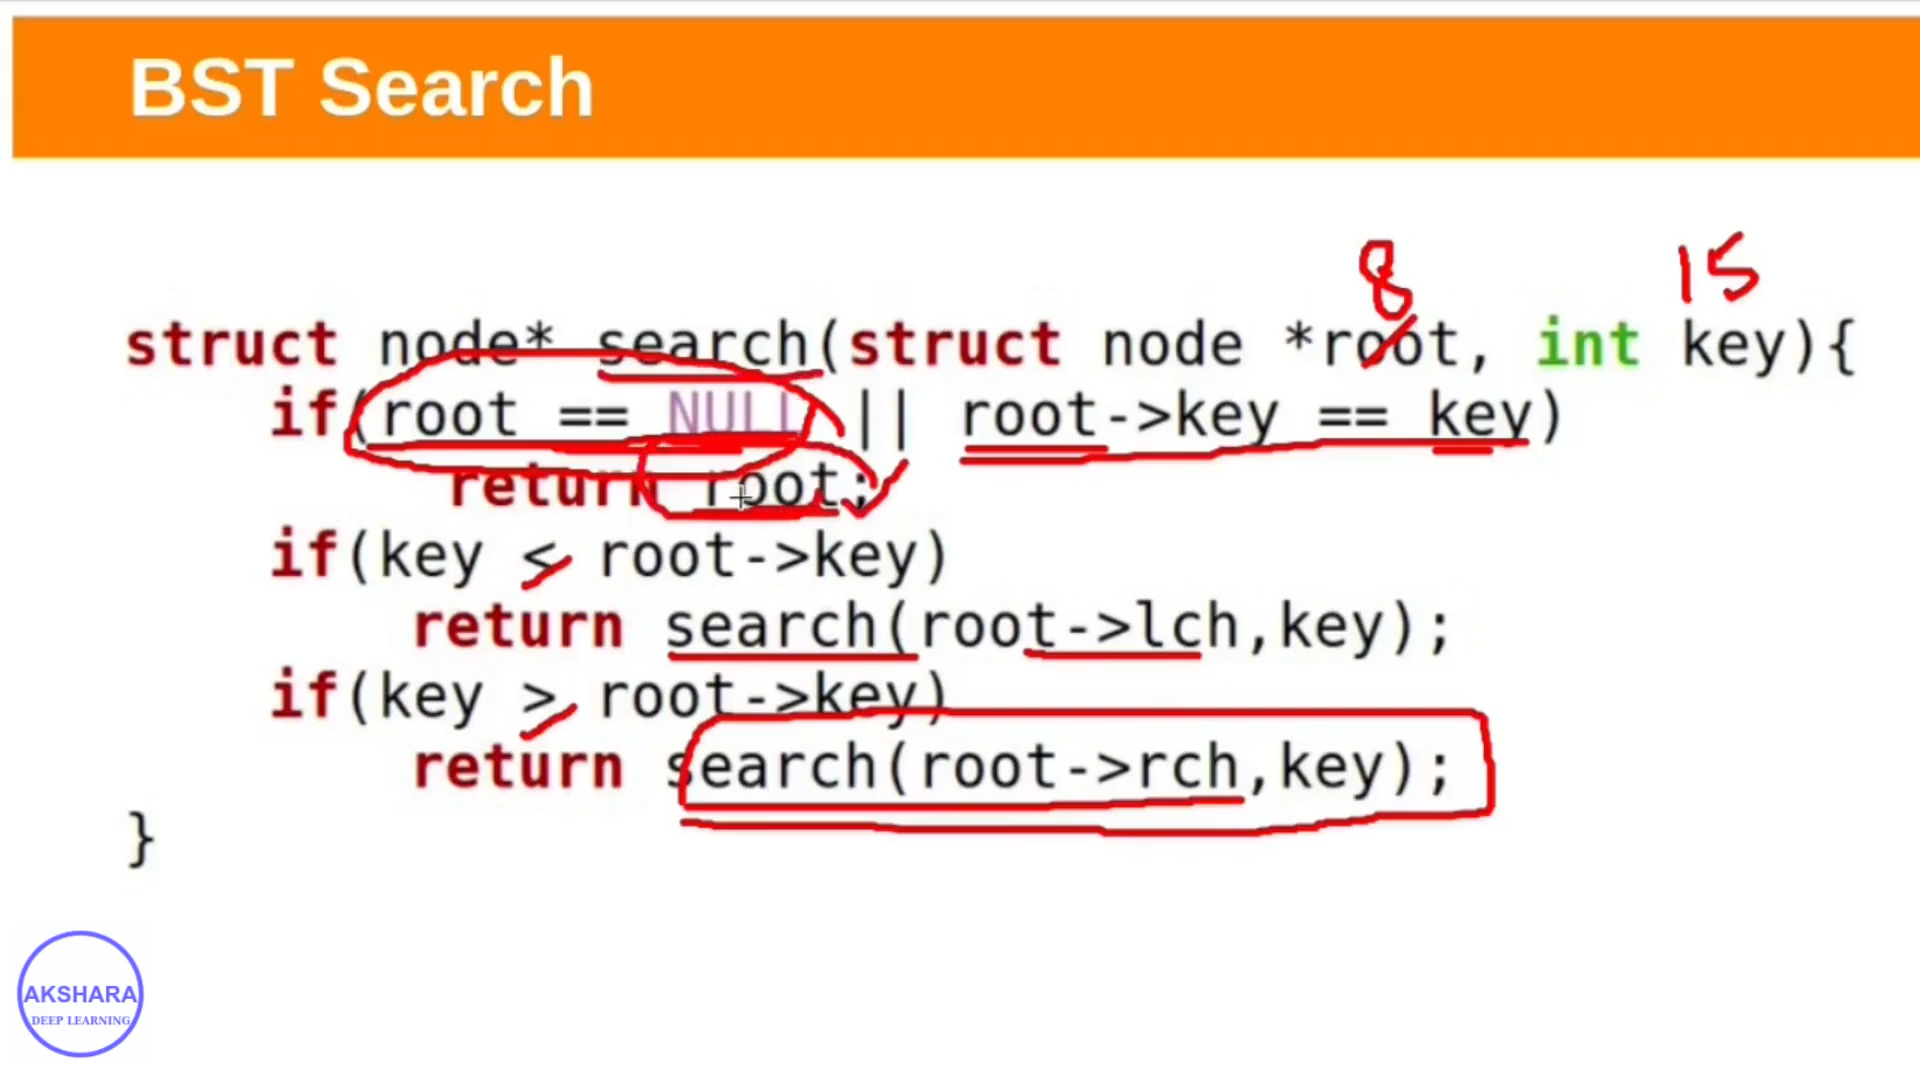 BST Search
8 15
struct node* search(struct node *root, int key){
if(root == NULL || root->key == key)
return root;
if(key < root->key)
return search(root->lch,key);
if(key > root->key)
return search(root->rch,key);
}
AKSHARA
DEEP LEARNING